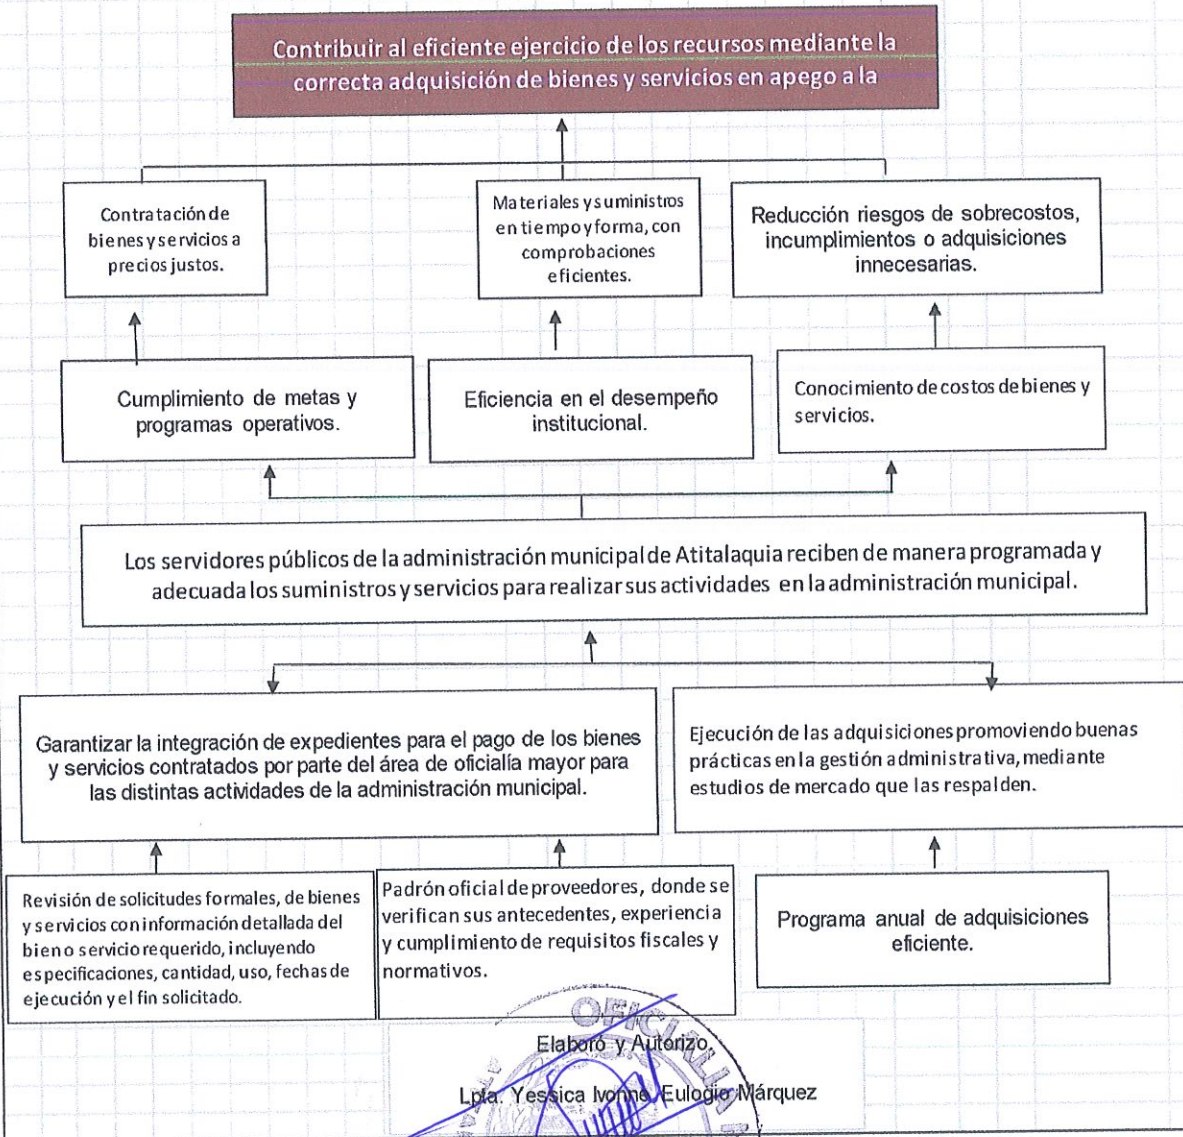 Contribuir al eficiente ejercicio de los recursos mediante la
correcta adquisición de bienes y servicios en apego a la
Contratación de
bienes y servicios a
precios justos.
Materiales y suministros
en tiempo y forma, con
comprobaciones
eficientes.
Reducción riesgos de sobrecostos,
incumplimientos o adquisiciones
innecesarias.
Cumplimiento de metas y
programas operativos.
Eficiencia en el desempeño
institucional.
Conocimiento de costos de bienes y
servicios.
Los servidores públicos de la administración municipal de Atitalaquia reciben de manera programada y
adecuada los suministros y servicios para realizar sus actividades en la administración municipal.
Garantizar la integración de expedientes para el pago de los bienes
y servicios contratados por parte del área de oficialía mayor para
las distintas actividades de la administración municipal.
Ejecución de las adquisiciones promoviendo buenas
prácticas en la gestión administrativa, mediante
estudios de mercado que las respalden.
Revisión de solicitudes formales, de bienes
y servicios con información detallada del
bien o servicio requerido, incluyendo
especificaciones, cantidad, uso, fechas de
ejecución y el fin solicitado.
Padrón oficial de proveedores, donde se
verifican sus antecedentes, experiencia
y cumplimiento de requisitos fiscales y
normativos.
Programa anual de adquisiciones
eficiente.
OFICIALIA
Elaboró y Autorizo.
Lpta. Yessica Ivonne Eulogio Márquez